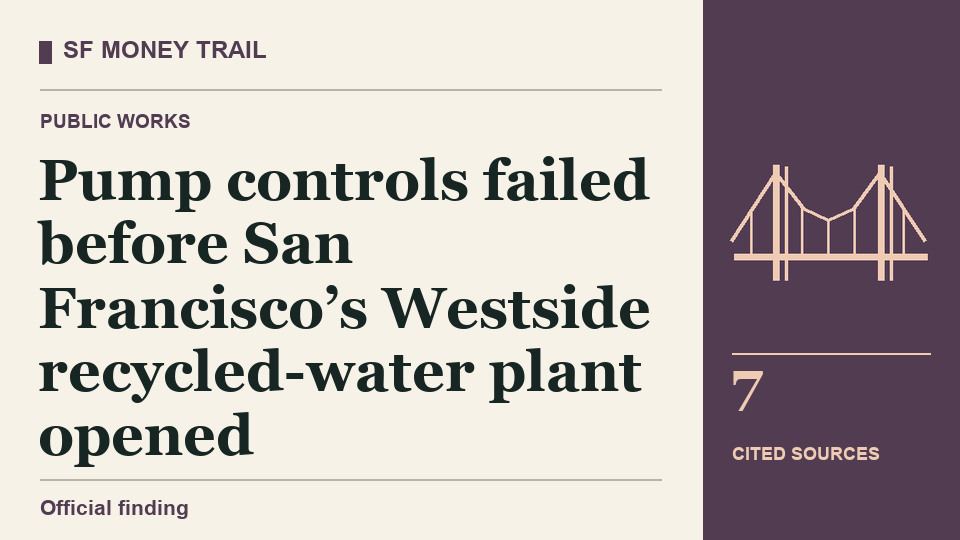 SF MONEY TRAIL
PUBLIC WORKS
Pump controls failed
before San
Francisco’s Westside
recycled-water plant
opened
Official finding
7
CITED SOURCES